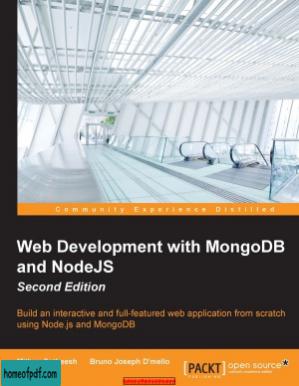 Community Experience Distilled
Web Development with MongoDB
and NodeJS
Second Edition
Build an interactive and full-featured web application from scratch
using Node.js and MongoDB
Bruno Joseph D'mello
homeofpdf.com
PACKT open source*
PUBLISHING